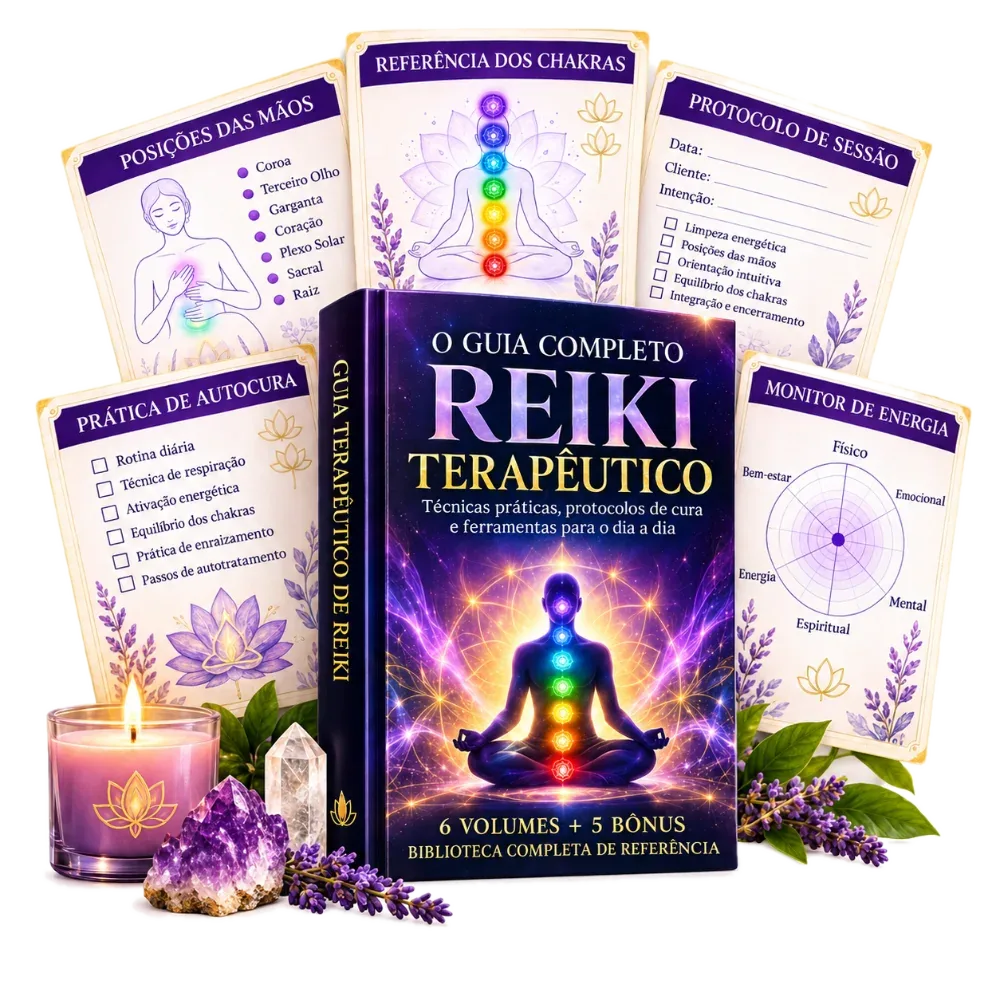 REFERÊNCIA DOS CHAKRAS
POSIÇÕES DAS MÃOS
Coroa
Terceiro Olho
Garganta
Coração
Plexo Solar
Sacral
Raiz
PROTOCOLO DE SESSÃO
Data:
Cliente:
Intenção:
Limpeza energética
Posições das mãos
Orientação intuitiva
Equilíbrio dos chakras
Integração e encerramento
PRÁTICA DE AUTOCURA
Rotina diária
Técnica de respiração
Ativação energética
Equilíbrio dos chakras
Prática de enraizamento
Passos de autotratamento
GUIA TERAPÊUTICO DE REIKI
O GUIA COMPLETO
REIKI
TERAPÊUTICO
Técnicas práticas, protocolos de cura
e ferramentas para o dia a dia
6 VOLUMES + 5 BÔNUS
BIBLIOTECA COMPLETA DE REFERÊNCIA
MONITOR DE ENERGIA
Físico
Bem-estar
Emocional
Energia
Mental
Espiritual